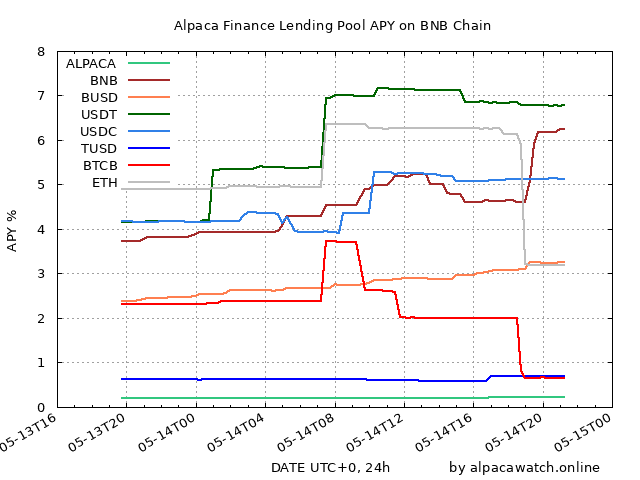 Alpaca Finance Lending Pool APY on BNB Chain
8
7
6
5
4
3
2
1
0
APY %
ALPACA
BNB
BUSD
USDT
USDC
TUSD
BTCB
ETH
05-13T16
05-13T20
05-14T00
05-14T04
05-14T08
05-14T12
05-14T16
05-14T20
05-15T00
DATE UTC+0, 24h
by alpacawatch.online